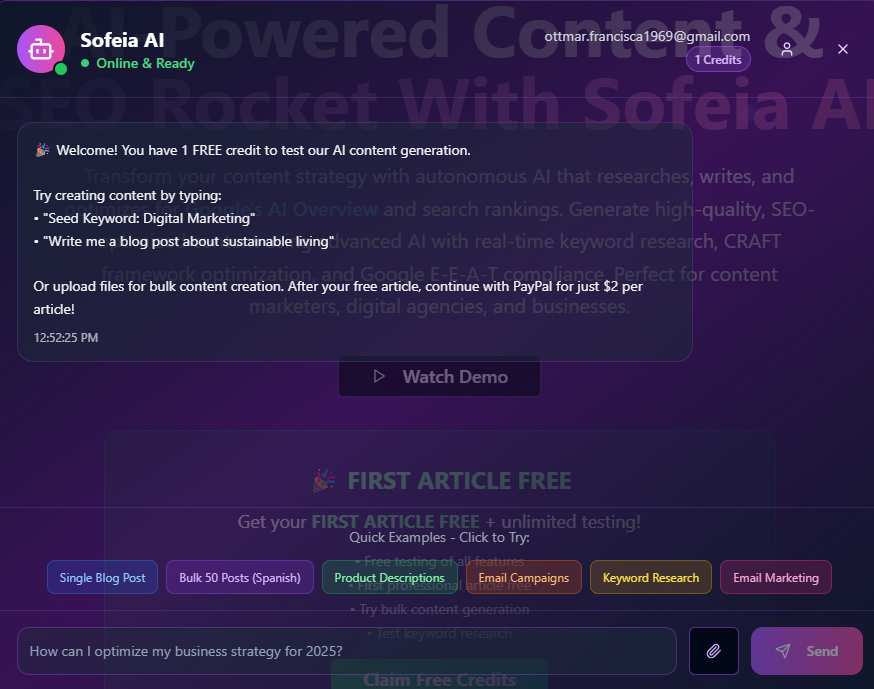 AI Powered Content &
SEO Rocket With Sofeia AI
Sofeia AI
Online & Ready
ottmar.francisca1969@gmail.com
1 Credits
🎉 Welcome! You have 1 FREE credit to test our AI content generation.
Transform your content strategy with autonomous AI that researches, writes, and
Try creating content by typing:
• "Seed Keyword: Digital Marketing"
Google's AI Overview and search rankings. Generate high-quality, SEO-
• "Write me a blog post about sustainable living"
advanced AI with real-time keyword research, CRAFT
framework optimization, and Google E-E-A-T compliance. Perfect for content
Or upload files for bulk content creation. After your free article, continue with PayPal for just $2 per
article!
marketers, digital agencies, and businesses.
12:52:25 PM
Watch Demo
🎉 FIRST ARTICLE FREE
Get your FIRST ARTICLE FREE + unlimited testing!
Quick Examples - Click to Try:
• Free testing of all features
Single Blog Post
Bulk 50 Posts (Spanish)
Product Descriptions
Email Campaigns
Keyword Research
Email Marketing
• First professional article free
• Try bulk content generation
• Test keyword research
How can I optimize my business strategy for 2025?
Send
Claim Free Credits